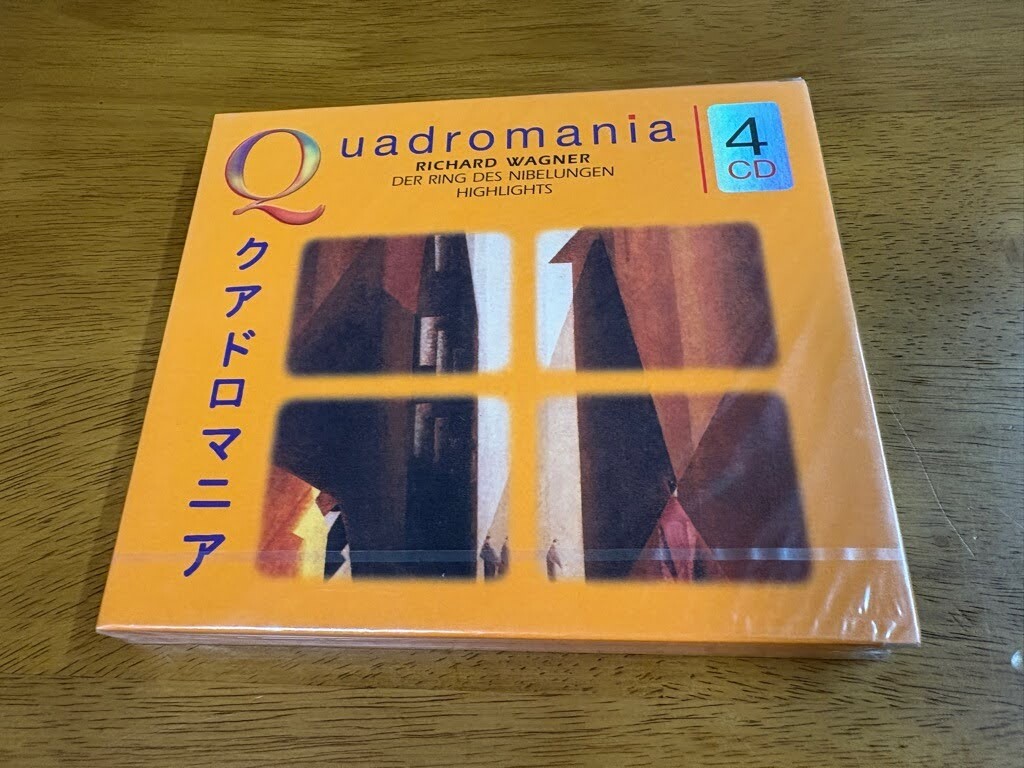 Quadromania
RICHARD WAGNER
DER RING DES NIBELUNGEN
HIGHLIGHTS
4
CD
クアドロマニア